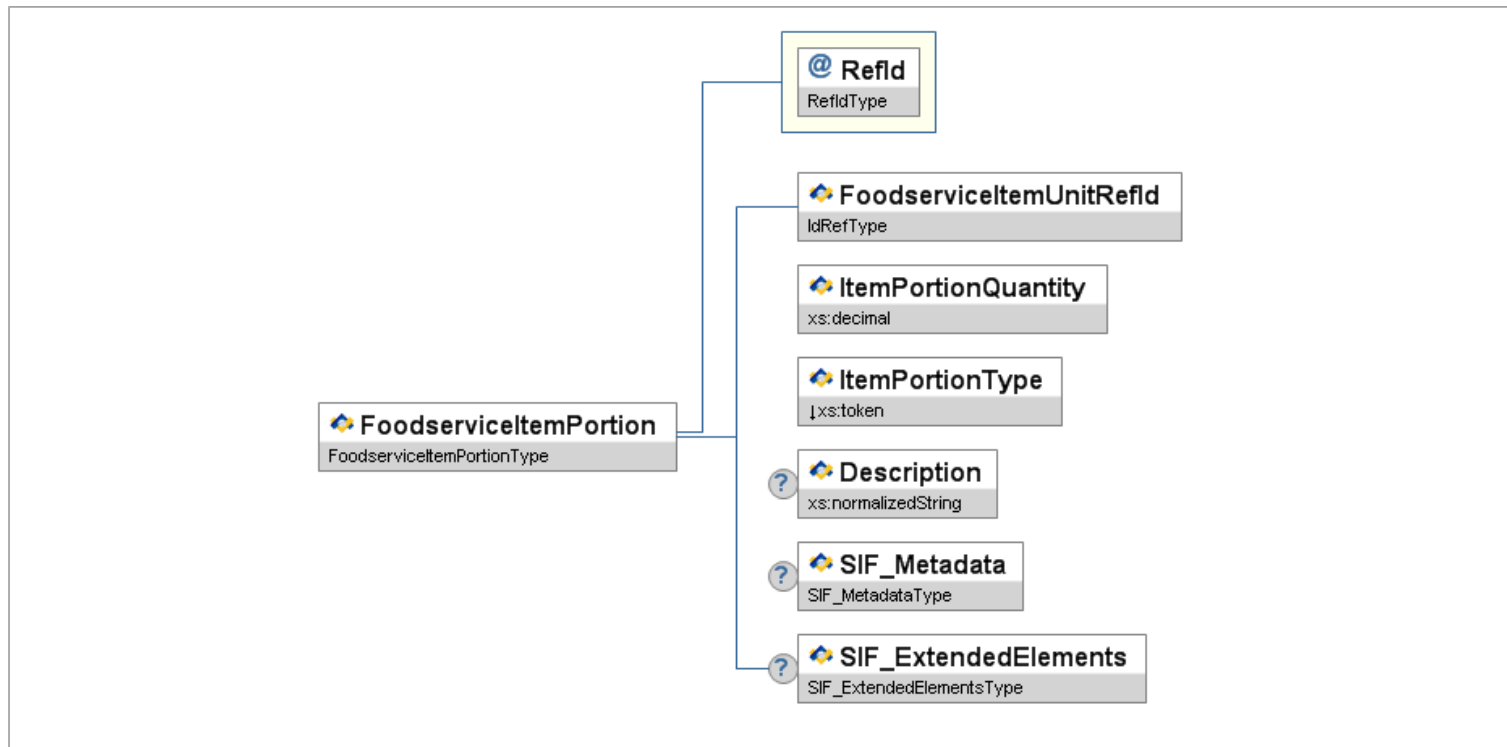 @ RefId
RefIdType
FoodserviceItemUnitRefId
IdRefType
ItemPortionQuantity
xs:decimal
ItemPortionType
↓xs:token
FoodserviceItemPortion
FoodserviceItemPortionType
? Description
xs:normalizedString
? SIF_Metadata
SIF_MetadataType
? SIF_ExtendedElements
SIF_ExtendedElementsType